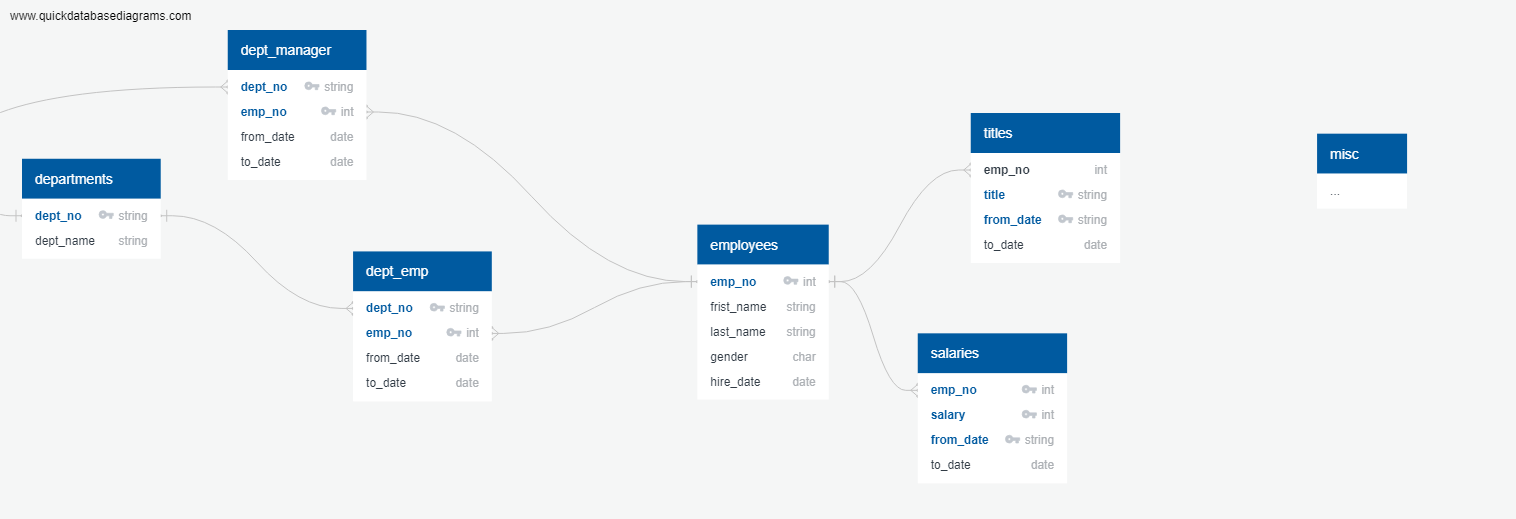 www.quickdatabasediagrams.com
dept_manager
dept_no string
emp_no int
from_date date
to_date date
departments
dept_no string
dept_name string
dept_emp
dept_no string
emp_no int
from_date date
to_date date
employees
emp_no int
frist_name string
last_name string
gender char
hire_date date
titles
emp_no int
title string
from_date string
to_date date
salaries
emp_no int
salary int
from_date string
to_date date
misc
...